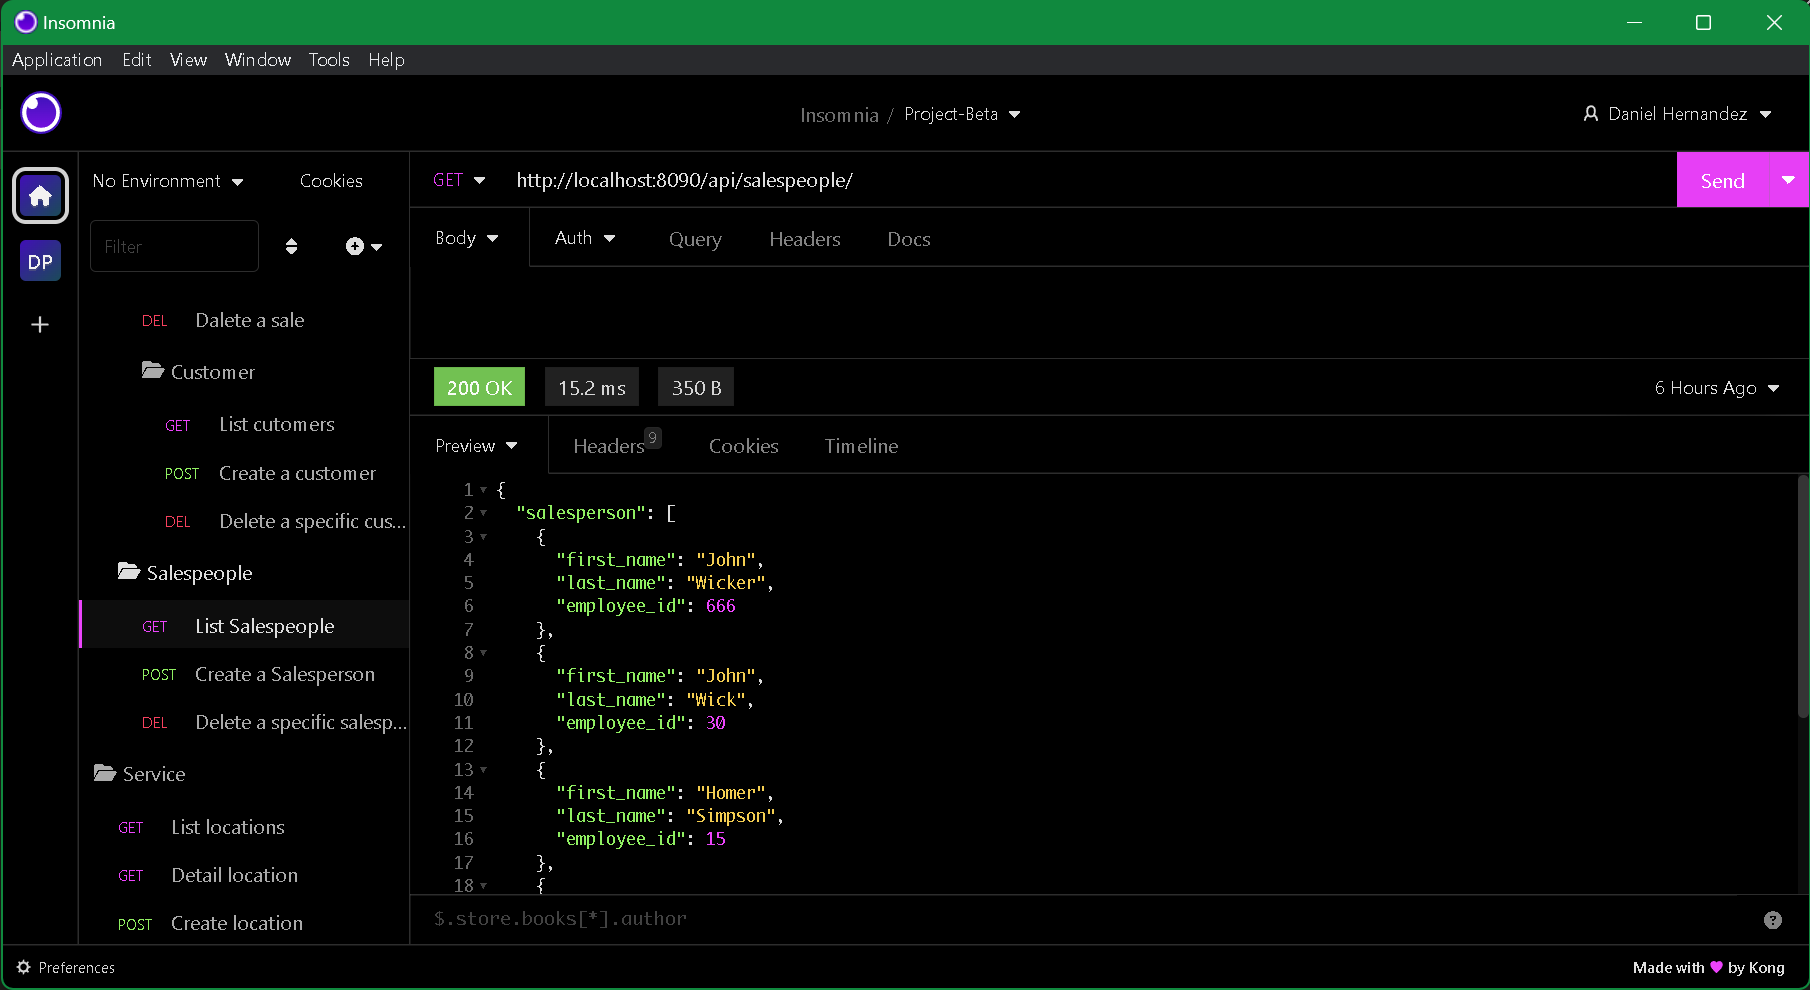 Insomnia
Application Edit View Window Tools Help
Insomnia / Project-Beta
Daniel Hernandez
DP
No Environment Cookies
Filter
DEL Dalete a sale
Customer
GET List cutomers
POST Create a customer
DEL Delete a specific cus...
Salespeople
GET List Salespeople
POST Create a Salesperson
DEL Delete a specific salesp...
Service
GET List locations
GET Detail location
POST Create location
GET http://localhost:8090/api/salespeople/
Send
Body Auth Query Headers Docs
200 OK 15.2 ms 350 B
6 Hours Ago
Preview Headers 9 Cookies Timeline
1 {
2 "salesperson": [
3 {
4 "first_name": "John",
5 "last_name": "Wicker",
6 "employee_id": 666
7 },
8 {
9 "first_name": "John",
10 "last_name": "Wick",
11 "employee_id": 30
12 },
13 {
14 "first_name": "Homer",
15 "last_name": "Simpson",
16 "employee_id": 15
17 },
18 {
$.store.books[*].author
Preferences
Made with ♥ by Kong